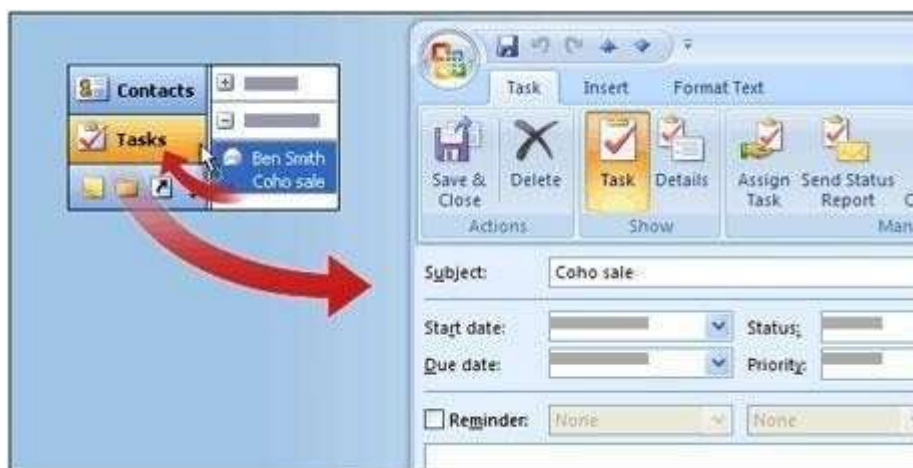 Contacts
Tasks
Ben Smith
Coho sale
Task Insert Format Text
Save & Close
Delete
Task
Details
Assign Task
Send Status Report
Actions
Show
Subject: Coho sale
Start date:
Status:
Due date:
Priority:
Reminder: None None